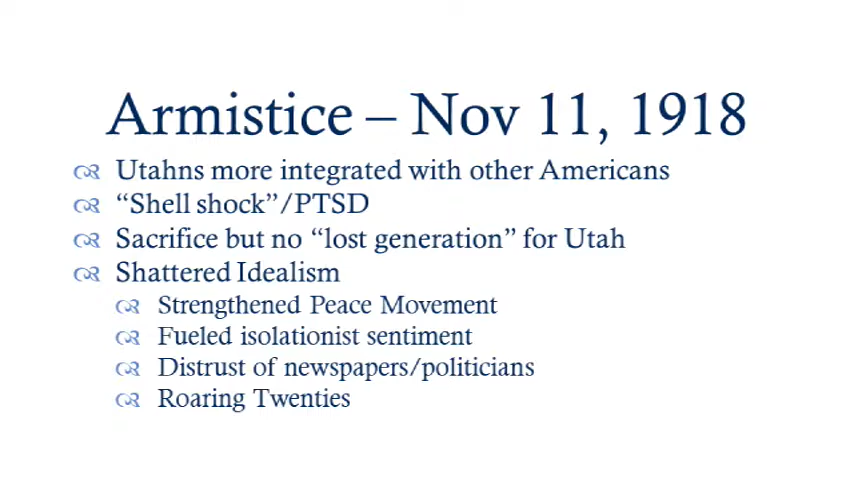 Armistice – Nov 11, 1918
Utahns more integrated with other Americans
“Shell shock”/PTSD
Sacrifice but no “lost generation” for Utah
Shattered Idealism
Strengthened Peace Movement
Fueled isolationist sentiment
Distrust of newspapers/politicians
Roaring Twenties